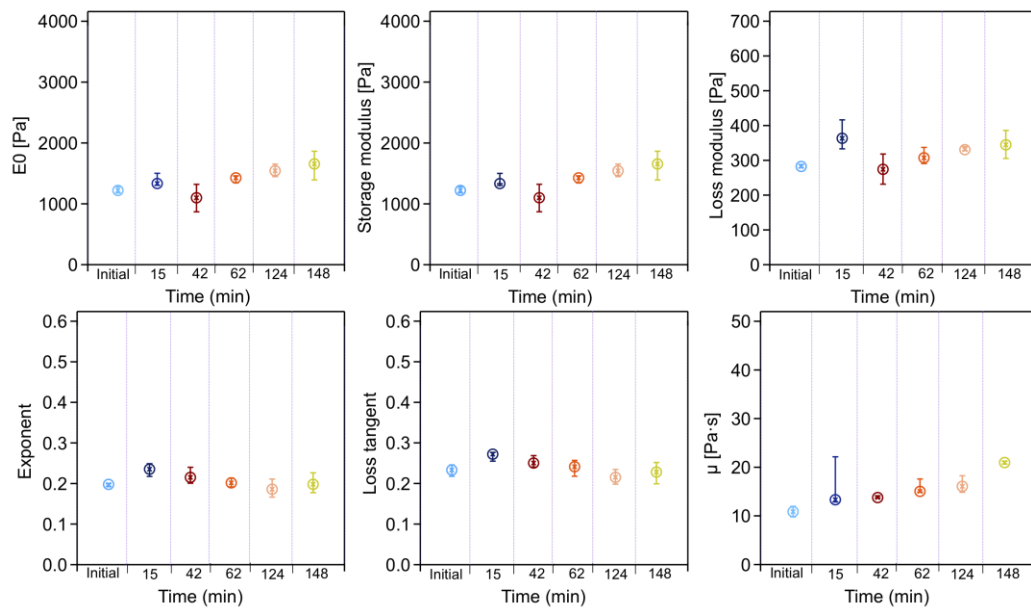 E0 [Pa]
4000
3000
2000
1000
0
Initial 15 42 62 124 148
Time (min)
Storage modulus [Pa]
4000
3000
2000
1000
0
Initial 15 42 62 124 148
Time (min)
Loss modulus [Pa]
700
600
500
400
300
200
100
0
Initial 15 42 62 124 148
Time (min)
Exponent
0.6
0.5
0.4
0.3
0.2
0.1
0.0
Initial 15 42 62 124 148
Time (min)
Loss tangent
0.6
0.5
0.4
0.3
0.2
0.1
0.0
Initial 15 42 62 124 148
Time (min)
μ [Pa·s]
50
40
30
20
10
0
Initial 15 42 62 124 148
Time (min)